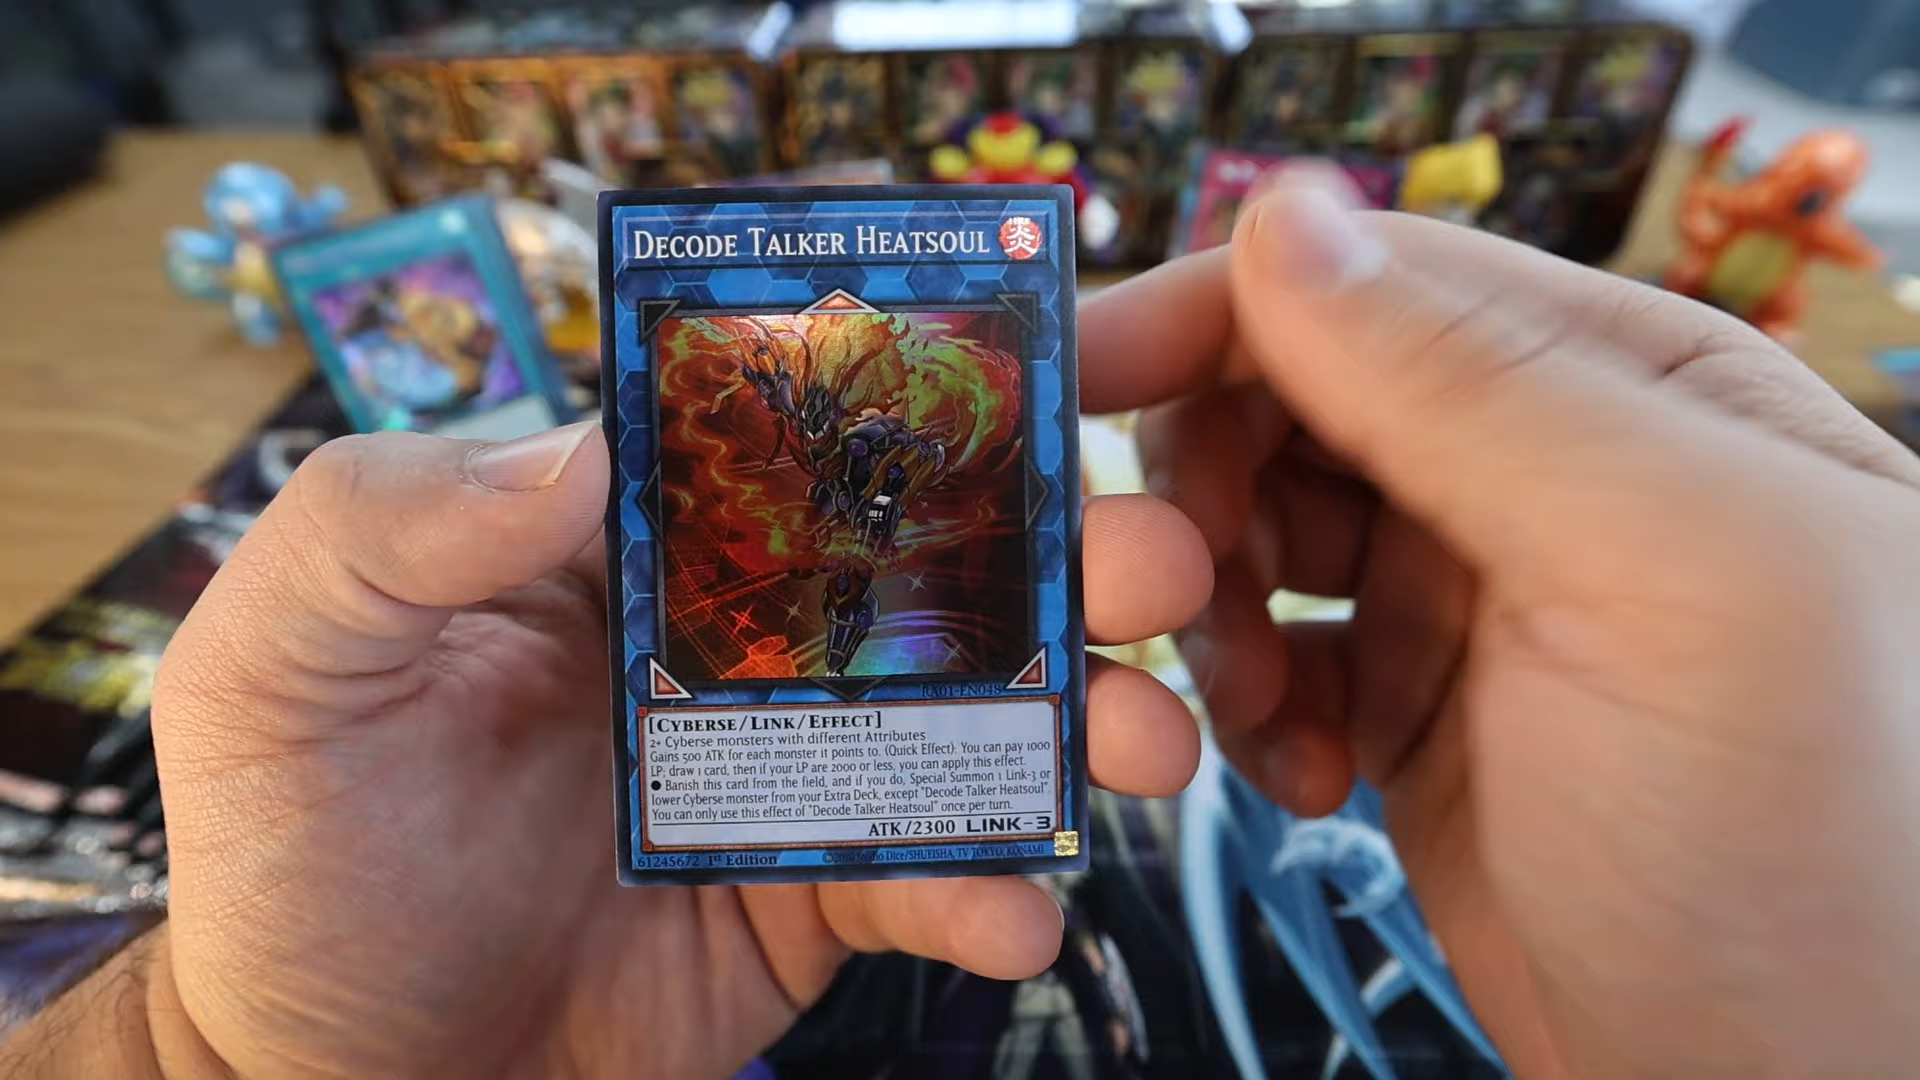 DECODE TALKER HEATSOUL
炎
RA01-EN048
[CYBERSE/LINK/EFFECT]
2+ Cyberse monsters with different Attributes
Gains 500 ATK for each monster it points to. (Quick Effect): You can pay 1000
LP; draw 1 card, then if your LP are 2000 or less, you can apply this effect.
● Banish this card from the field, and if you do, Special Summon 1 Link-3 or
lower Cyberse monster from your Extra Deck, except "Decode Talker Heatsoul".
You can only use this effect of "Decode Talker Heatsoul" once per turn.
ATK/2300 LINK-3
61245672 1st Edition
Dice/SHUEISHA, TV TOKYO, KONAMI